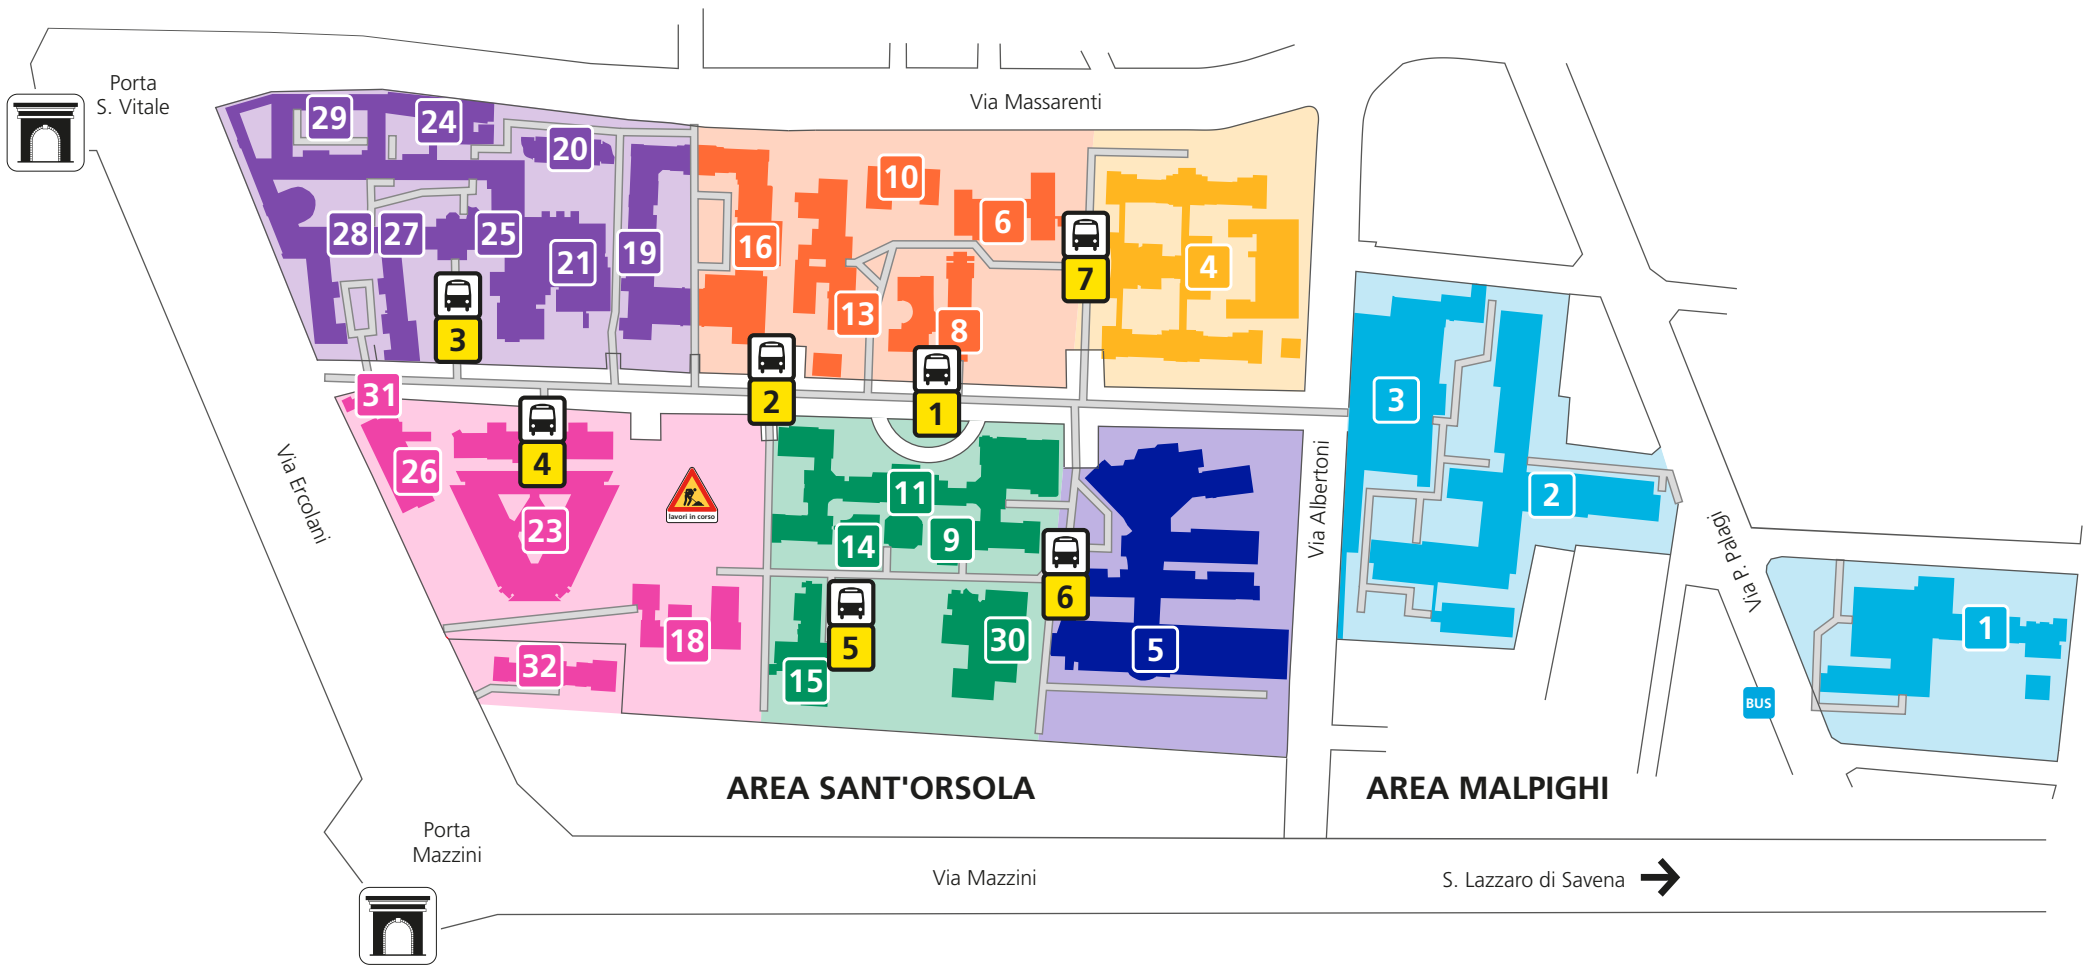 Porta
S. Vitale
Via Massarenti
29
24
20
10
6
16
28
27
25
21
19
4
7
13
8
3
2
1
31
3
4
26
23
lavori in corso
11
14
9
2
Via Ercolani
Via Albertoni
Via P. Palagi
6
5
18
30
5
15
32
1
BUS
AREA SANT'ORSOLA
AREA MALPIGHI
Porta
Mazzini
Via Mazzini
S. Lazzaro di Savena